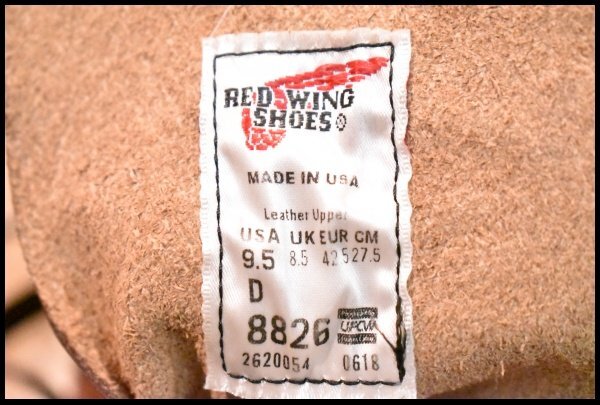 RED WING
SHOES®
MADE IN USA
Leather Upper
USA UK EUR CM
9.5 8.5 42.5 27.5
D
8826 UFCW
2620054 0618